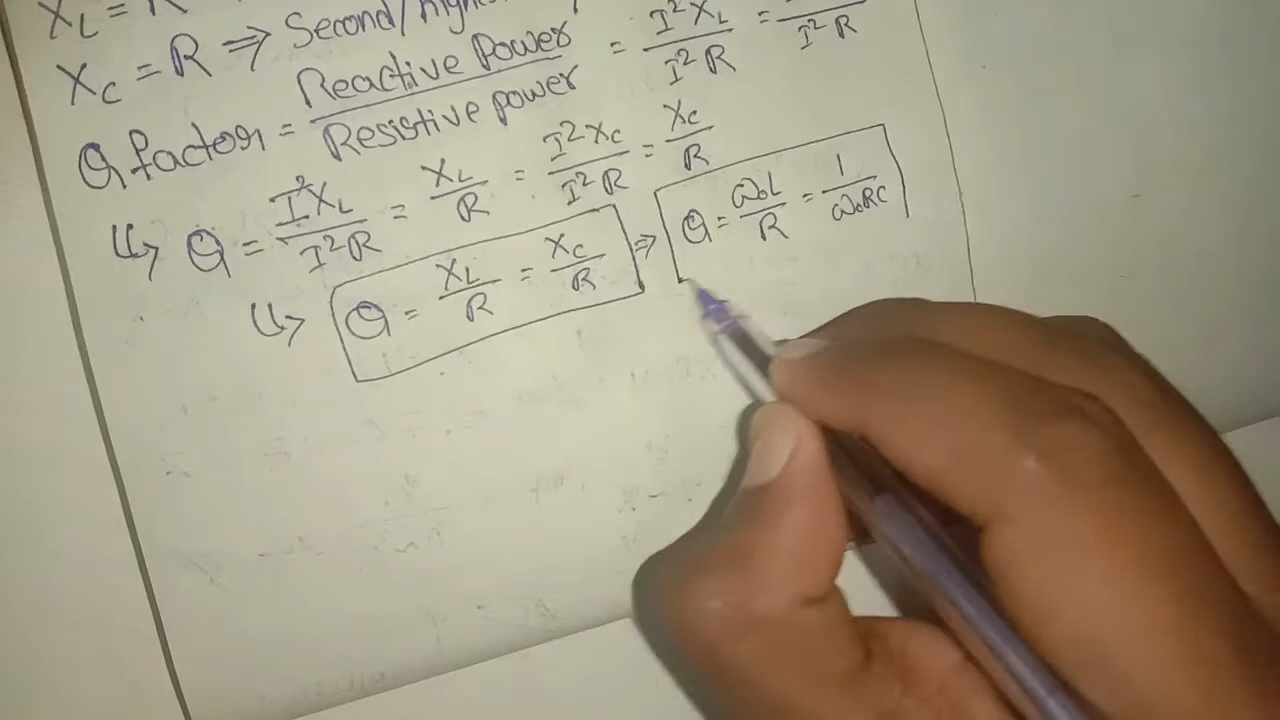 X_L = R
X_C = R ⇒ Second/
Q factor = Reactive Power / Resistive power = I²X_L / I²R = / I²R
↳ Q = I²X_L / I²R = X_L / R = I²X_C / I²R = X_C / R
↳ Q = X_L / R = X_C / R ⇒ Q = ω₀L / R = 1 / ω₀RC